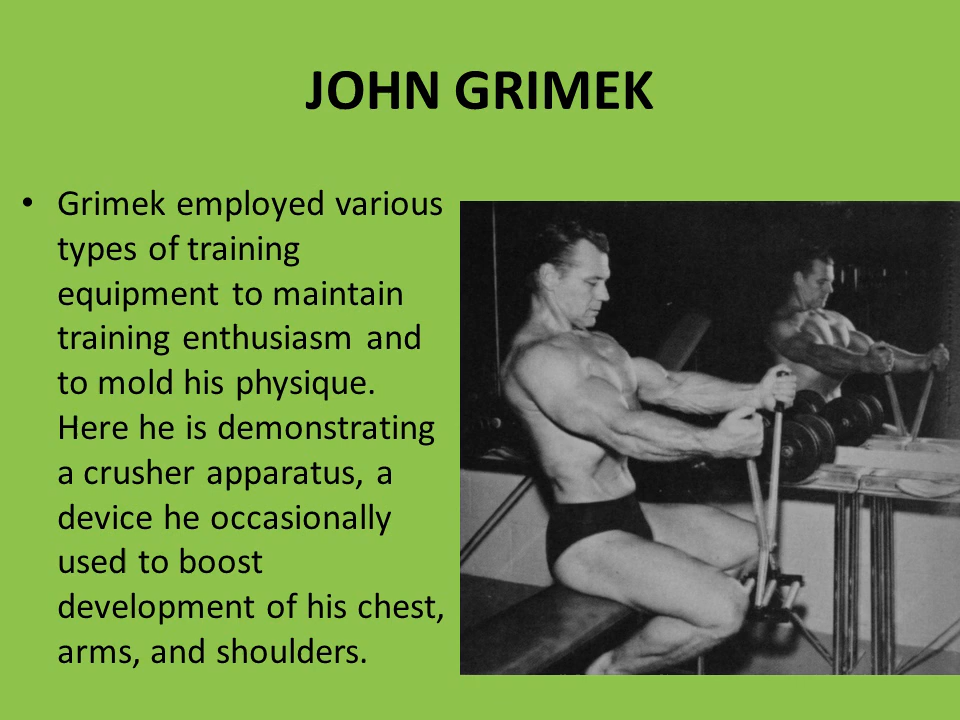 JOHN GRIMEK
• Grimek employed various
types of training
equipment to maintain
training enthusiasm and
to mold his physique.
Here he is demonstrating
a crusher apparatus, a
device he occasionally
used to boost
development of his chest,
arms, and shoulders.